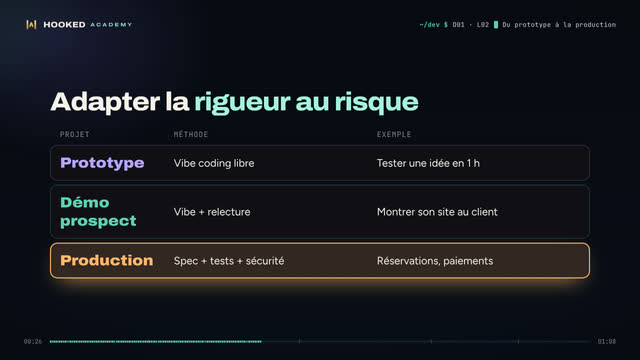 HOOKED ACADEMY
~/dev $ D01 · L02 Du prototype à la production
Adapter la rigueur au risque
PROJET MÉTHODE EXEMPLE
Prototype Vibe coding libre Tester une idée en 1 h
Démo prospect Vibe + relecture Montrer son site au client
Production Spec + tests + sécurité Réservations, paiements
00:26 01:08